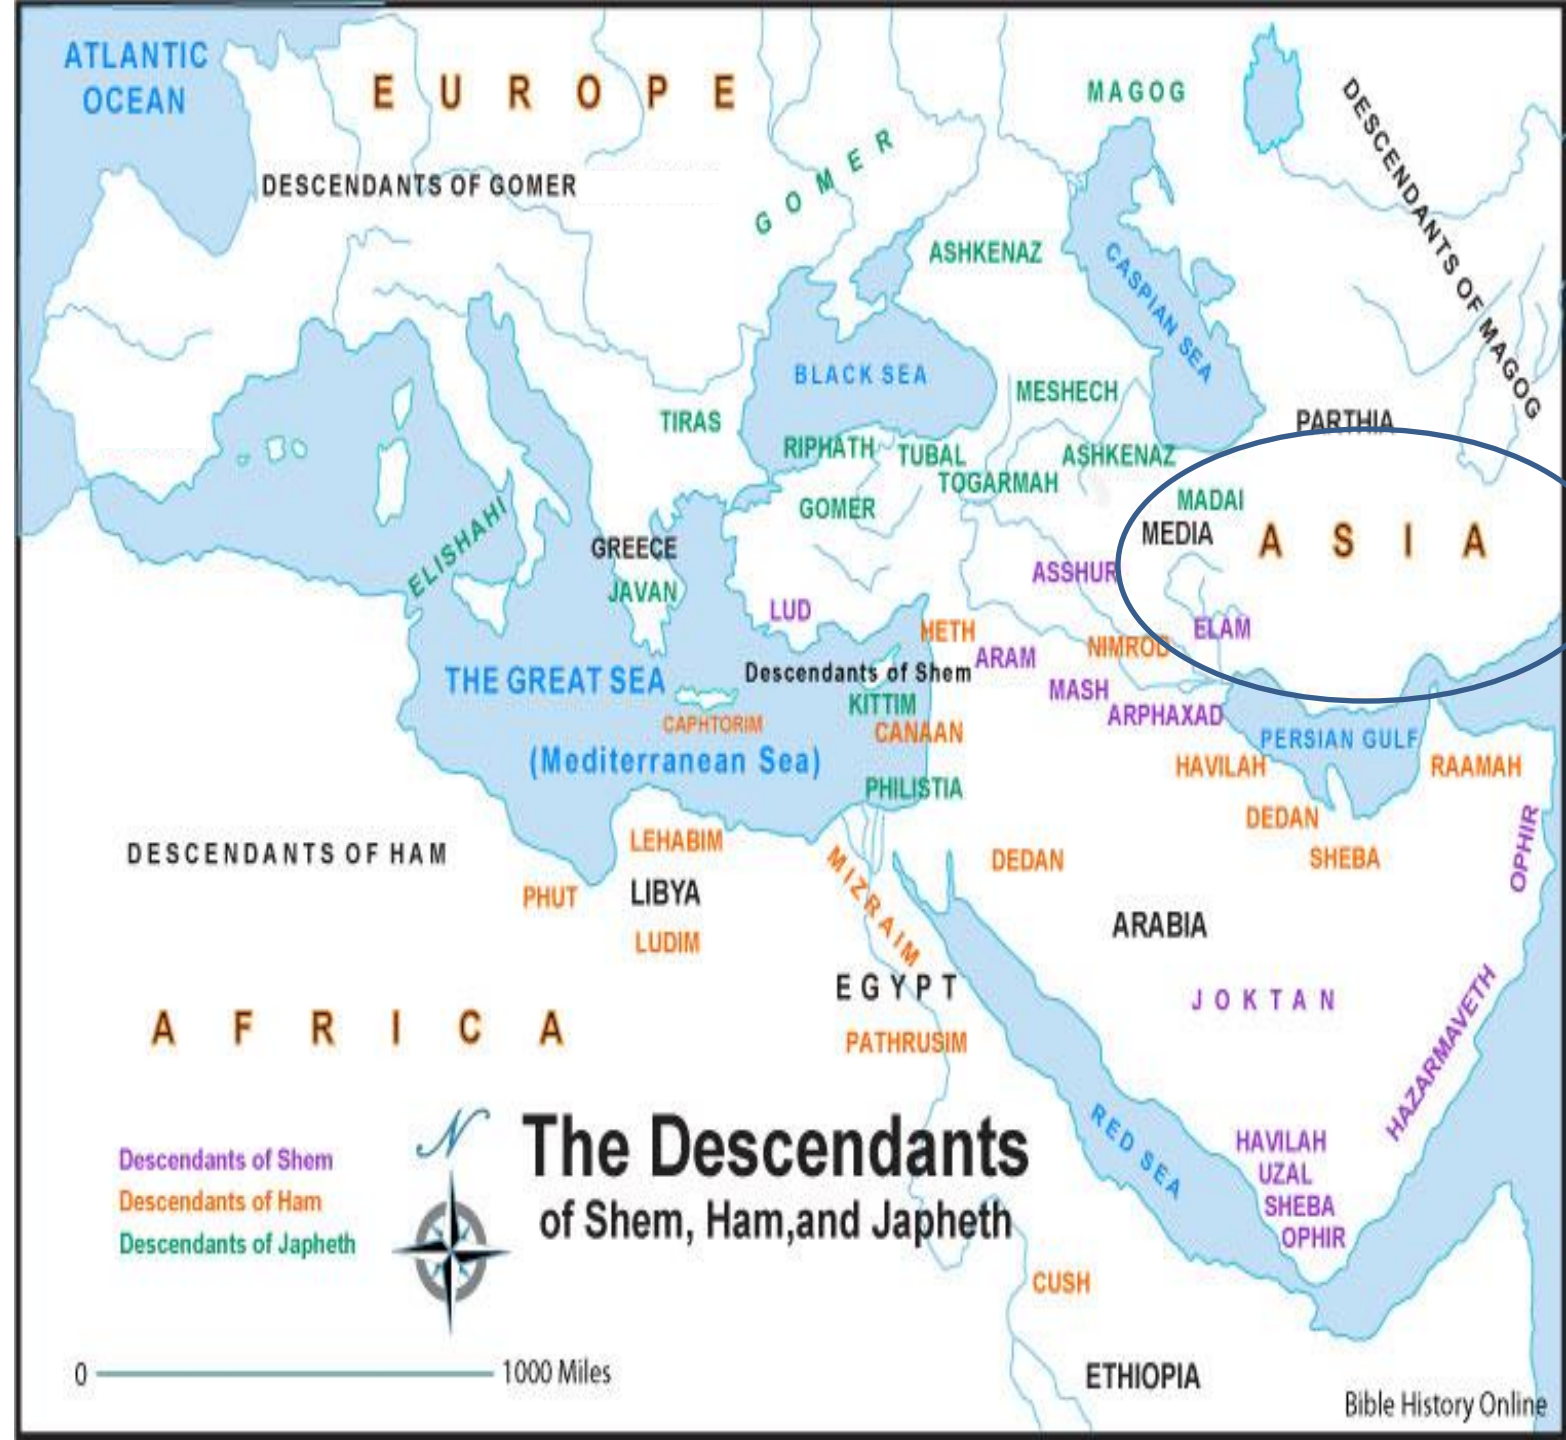 ATLANTIC
OCEAN
E U R O P E
MAGOG
DESCENDANTS OF MAGOG
DESCENDANTS OF GOMER
GOMER
ASHKENAZ
CASPIAN SEA
BLACK SEA
MESHECH
TIRAS
PARTHIA
RIPHATH
TUBAL
ASHKENAZ
TOGARMAH
GOMER
MADAI
MEDIA
A S I A
ELISHAHI
GREECE
JAVAN
ASSHUR
LUD
HETH
ELAM
NIMROD
ARAM
THE GREAT SEA
Descendants of Shem
MASH
KITTIM
ARPHAXAD
CAPHTORIM
CANAAN
(Mediterranean Sea)
PERSIAN GULF
HAVILAH
RAAMAH
PHILISTIA
DEDAN
OPHIR
LEHABIM
DESCENDANTS OF HAM
MIZRAIM
DEDAN
SHEBA
PHUT
LIBYA
LUDIM
ARABIA
EGYPT
JOKTAN
HAZARMAVETH
A F R I C A
PATHRUSIM
N
The Descendants
of Shem, Ham,and Japheth
RED SEA
HAVILAH
UZAL
SHEBA
OPHIR
Descendants of Shem
Descendants of Ham
Descendants of Japheth
CUSH
0 1000 Miles
ETHIOPIA
Bible History Online